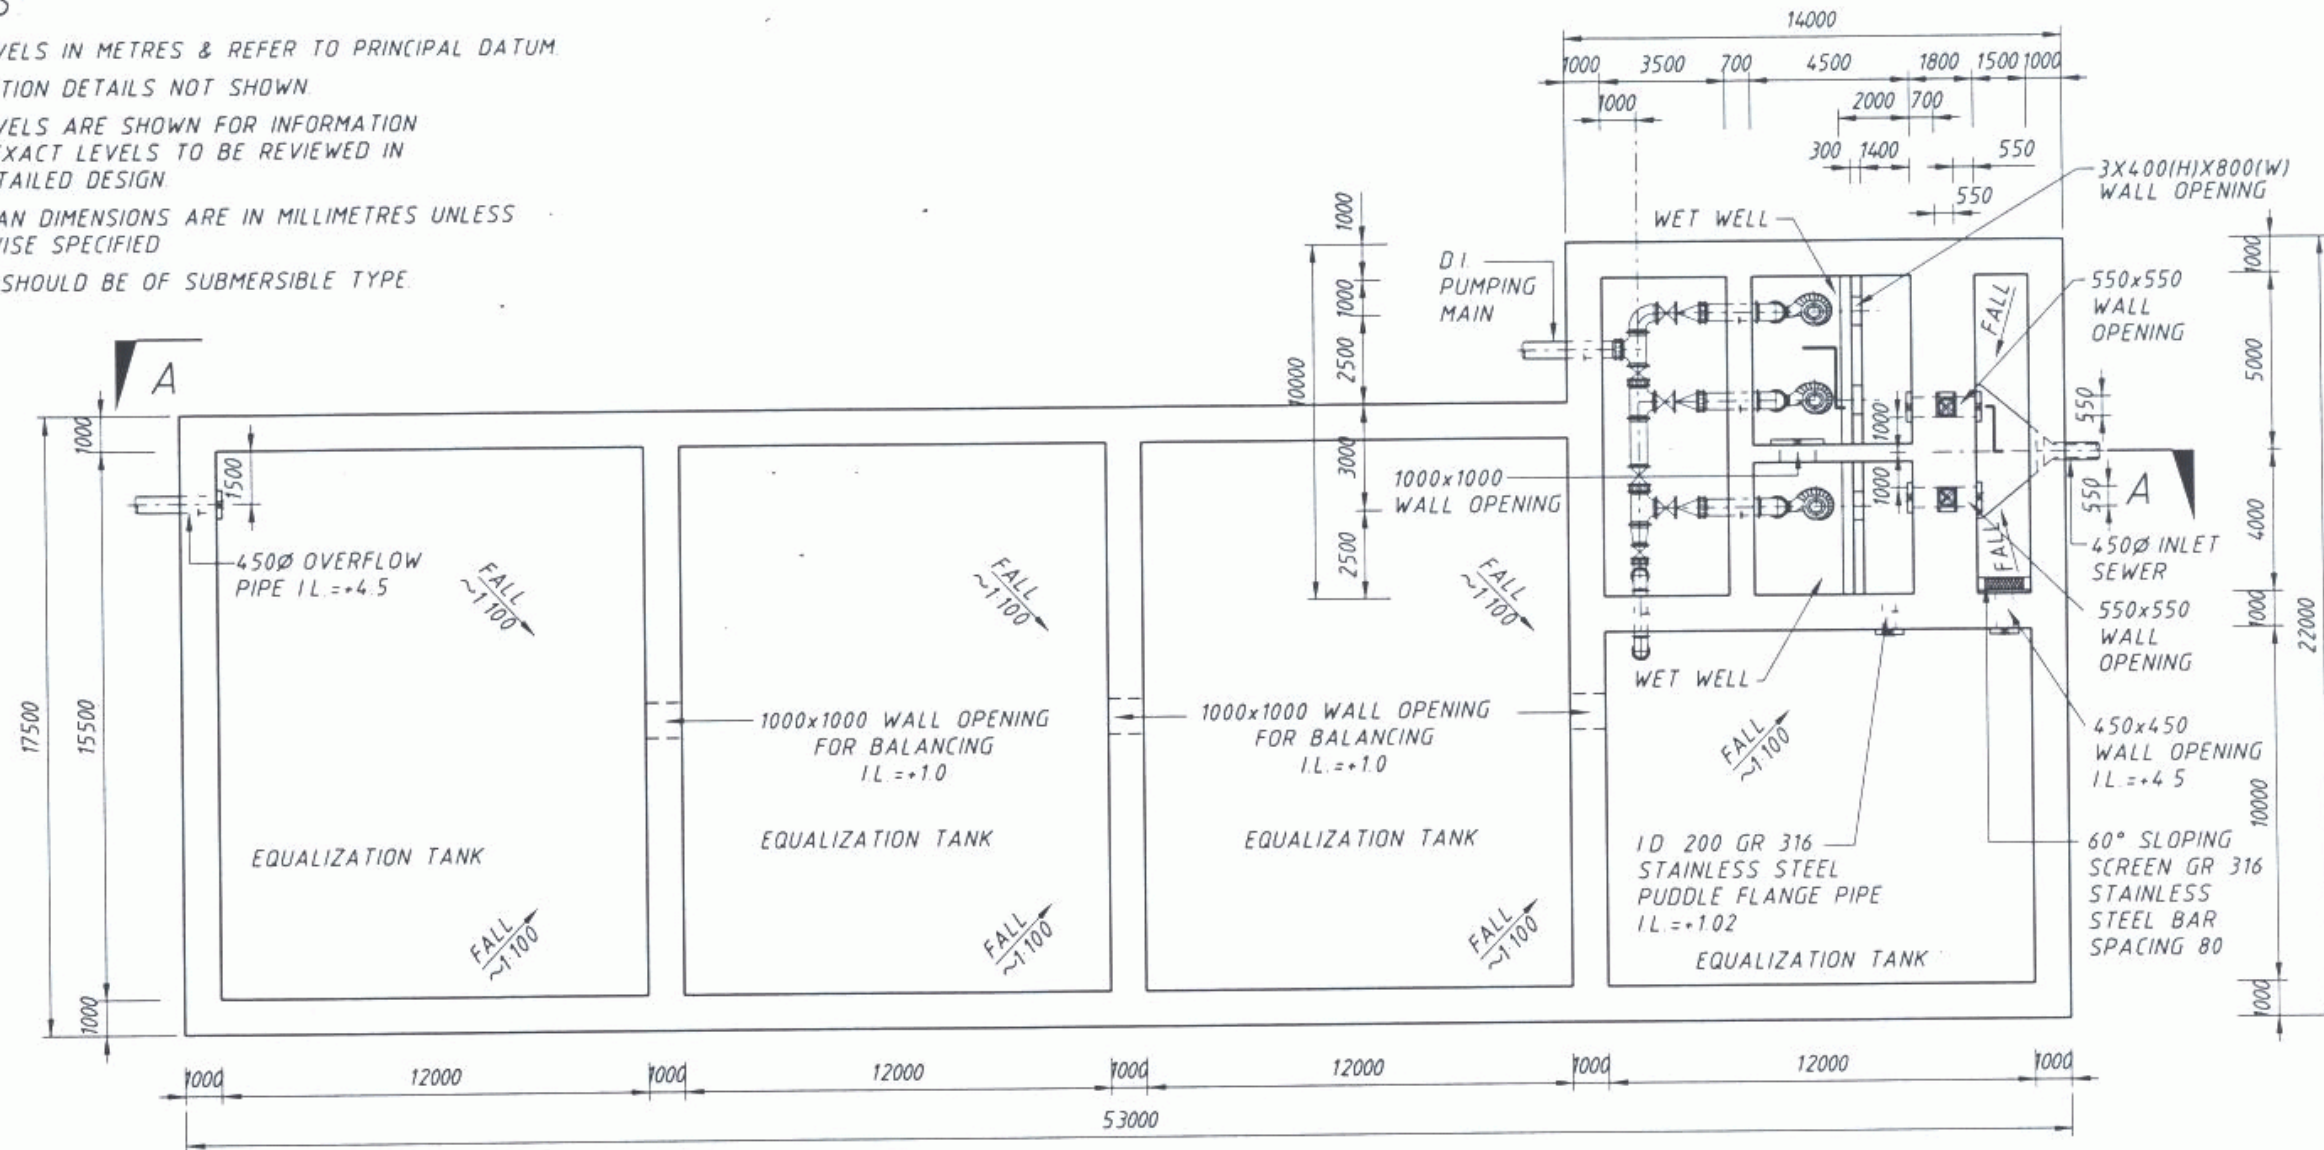 VELS IN METRES & REFER TO PRINCIPAL DATUM.
TION DETAILS NOT SHOWN.
VELS ARE SHOWN FOR INFORMATION
EXACT LEVELS TO BE REVIEWED IN
TAILED DESIGN.
AN DIMENSIONS ARE IN MILLIMETRES UNLESS
ISE SPECIFIED
SHOULD BE OF SUBMERSIBLE TYPE.
14000
1000 3500 700 4500 1800 1500 1000
1000
2000 700
300 1400 550
550
3X400(H)X800(W)
WALL OPENING
WET WELL
D.I.
PUMPING
MAIN
550x550
WALL
OPENING
FALL
1000
1000
2500
10000
3000
2500
1000
5000
4000
1000
22000
10000
1000
550
550
1000
1000
A
A
1000
17500
15500
1000
1500
450Ø OVERFLOW
PIPE I.L.=+4.5
1000x1000
WALL OPENING
450Ø INLET
SEWER
550x550
WALL
OPENING
FALL
WET WELL
FALL
~1:100
FALL
~1:100
FALL
~1:100
FALL
~1:100
1000x1000 WALL OPENING
FOR BALANCING
I.L.=+1.0
1000x1000 WALL OPENING
FOR BALANCING
I.L.=+1.0
450x450
WALL OPENING
I.L.=+4.5
EQUALIZATION TANK
EQUALIZATION TANK
EQUALIZATION TANK
I.D. 200 GR 316
STAINLESS STEEL
PUDDLE FLANGE PIPE
I.L.=+1.02
EQUALIZATION TANK
60° SLOPING
SCREEN GR 316
STAINLESS
STEEL BAR
SPACING 80
FALL
~1:100
FALL
~1:100
FALL
~1:100
1000 12000 1000 12000 1000 12000 1000 12000 1000
53000